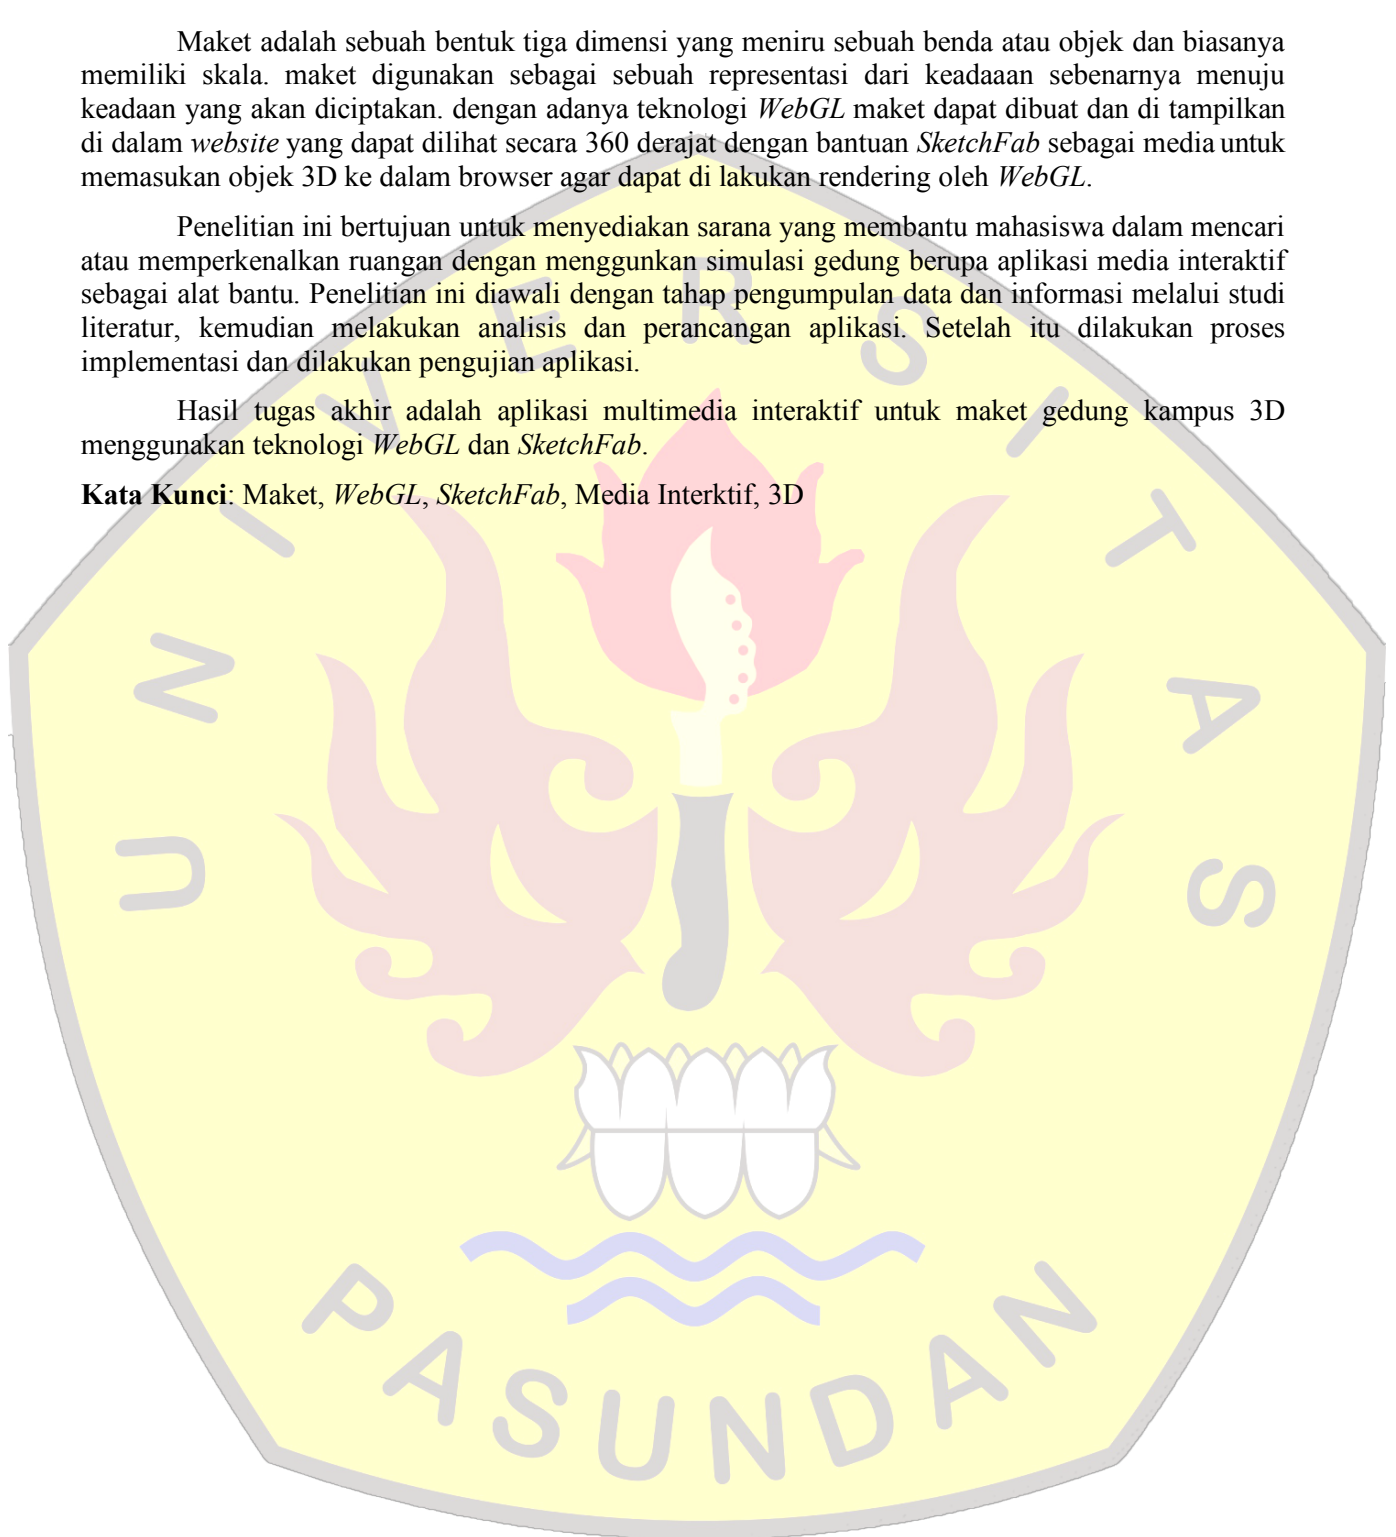 Maket adalah sebuah bentuk tiga dimensi yang meniru sebuah benda atau objek dan biasanya
memiliki skala. maket digunakan sebagai sebuah representasi dari keadaaan sebenarnya menuju
keadaan yang akan diciptakan. dengan adanya teknologi WebGL maket dapat dibuat dan di tampilkan
di dalam website yang dapat dilihat secara 360 derajat dengan bantuan SketchFab sebagai media untuk
memasukan objek 3D ke dalam browser agar dapat di lakukan rendering oleh WebGL.
Penelitian ini bertujuan untuk menyediakan sarana yang membantu mahasiswa dalam mencari
atau memperkenalkan ruangan dengan menggunkan simulasi gedung berupa aplikasi media interaktif
sebagai alat bantu. Penelitian ini diawali dengan tahap pengumpulan data dan informasi melalui studi
literatur, kemudian melakukan analisis dan perancangan aplikasi. Setelah itu dilakukan proses
implementasi dan dilakukan pengujian aplikasi.
Hasil tugas akhir adalah aplikasi multimedia interaktif untuk maket gedung kampus 3D
menggunakan teknologi WebGL dan SketchFab.
Kata Kunci: Maket, WebGL, SketchFab, Media Interktif, 3D
UNIVERSITAS
PASUNDAN